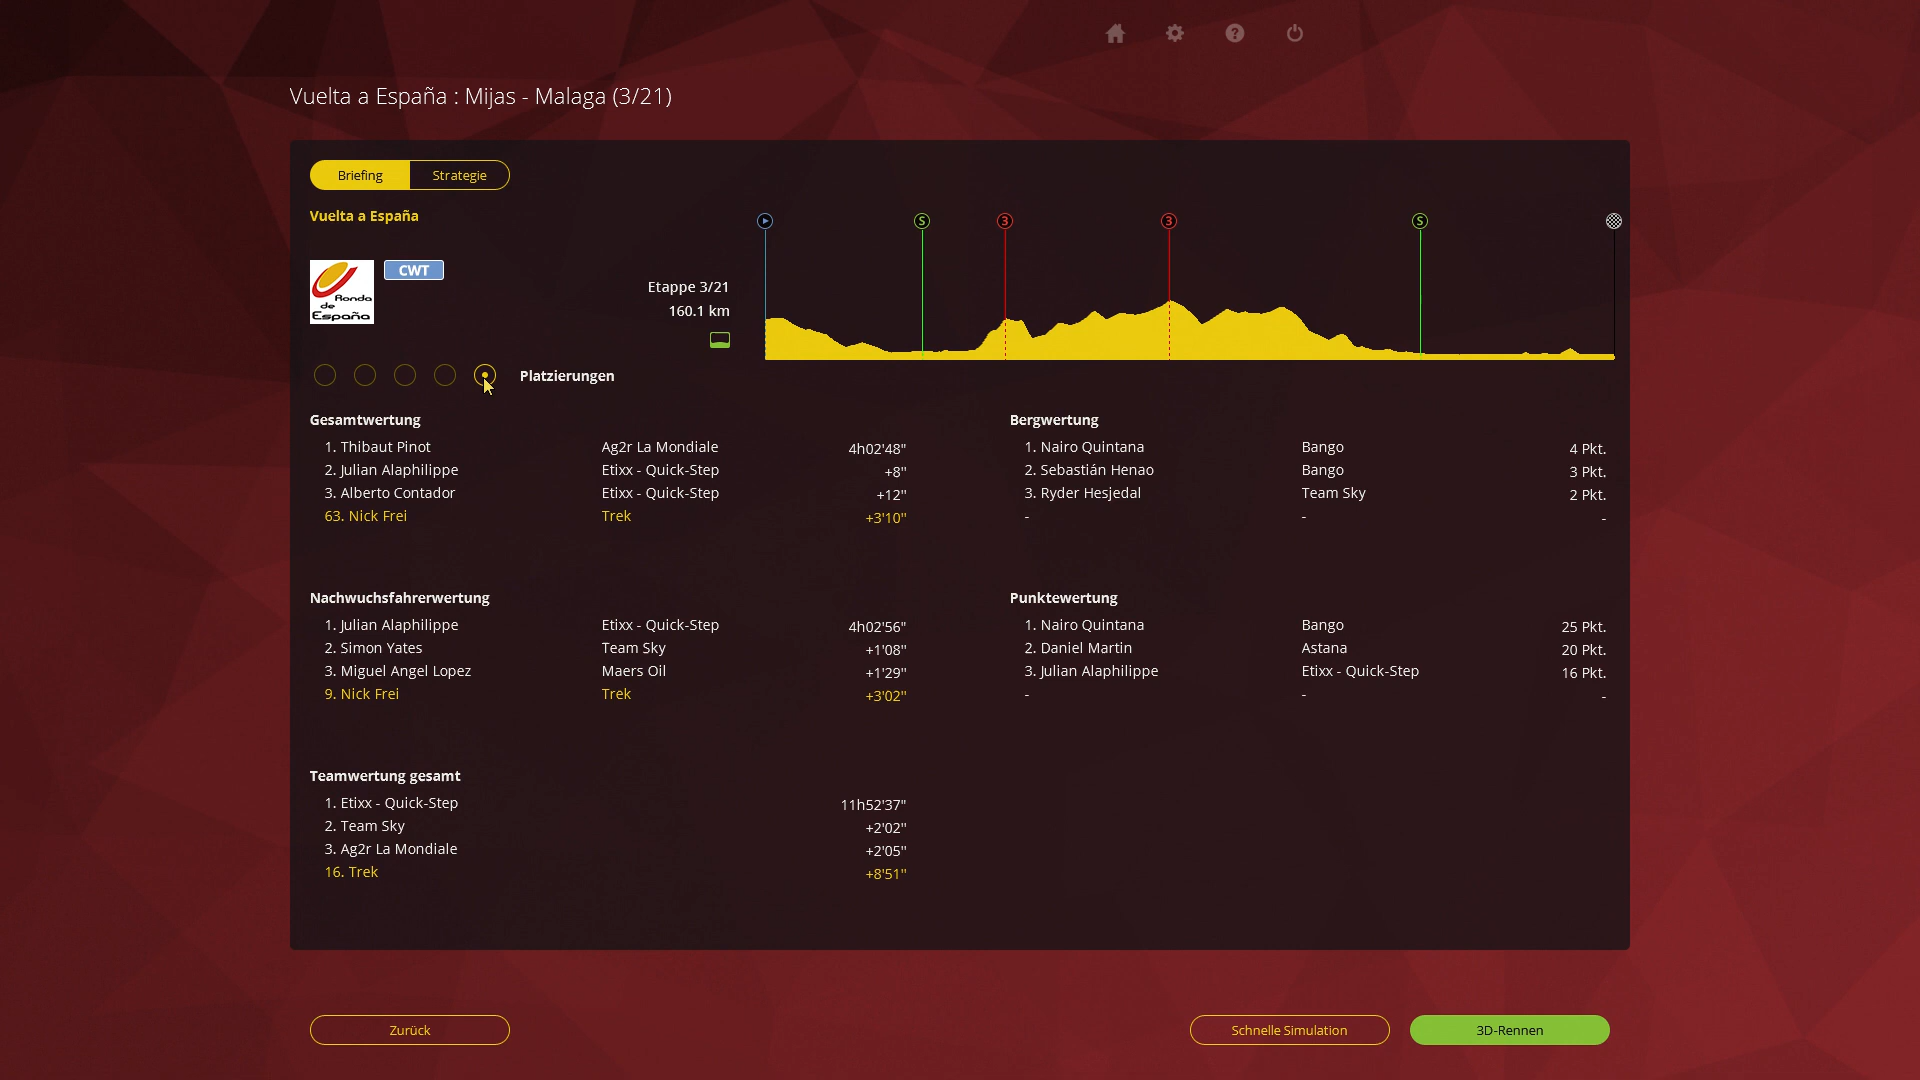 Vuelta a España : Mijas - Malaga (3/21)
Briefing
Strategie
Vuelta a España
CWT
Ronda
de
España
Etappe 3/21
160.1 km
S
3
3
S
Platzierungen
Gesamtwertung
1. Thibaut Pinot Ag2r La Mondiale 4h02'48"
2. Julian Alaphilippe Etixx - Quick-Step +8"
3. Alberto Contador Etixx - Quick-Step +12"
63. Nick Frei Trek +3'10"
Bergwertung
1. Nairo Quintana Bango 4 Pkt.
2. Sebastián Henao Bango 3 Pkt.
3. Ryder Hesjedal Team Sky 2 Pkt.
- - -
Nachwuchsfahrerwertung
1. Julian Alaphilippe Etixx - Quick-Step 4h02'56"
2. Simon Yates Team Sky +1'08"
3. Miguel Angel Lopez Maers Oil +1'29"
9. Nick Frei Trek +3'02"
Punktewertung
1. Nairo Quintana Bango 25 Pkt.
2. Daniel Martin Astana 20 Pkt.
3. Julian Alaphilippe Etixx - Quick-Step 16 Pkt.
- - -
Teamwertung gesamt
1. Etixx - Quick-Step 11h52'37"
2. Team Sky +2'02"
3. Ag2r La Mondiale +2'05"
16. Trek +8'51"
Zurück
Schnelle Simulation
3D-Rennen